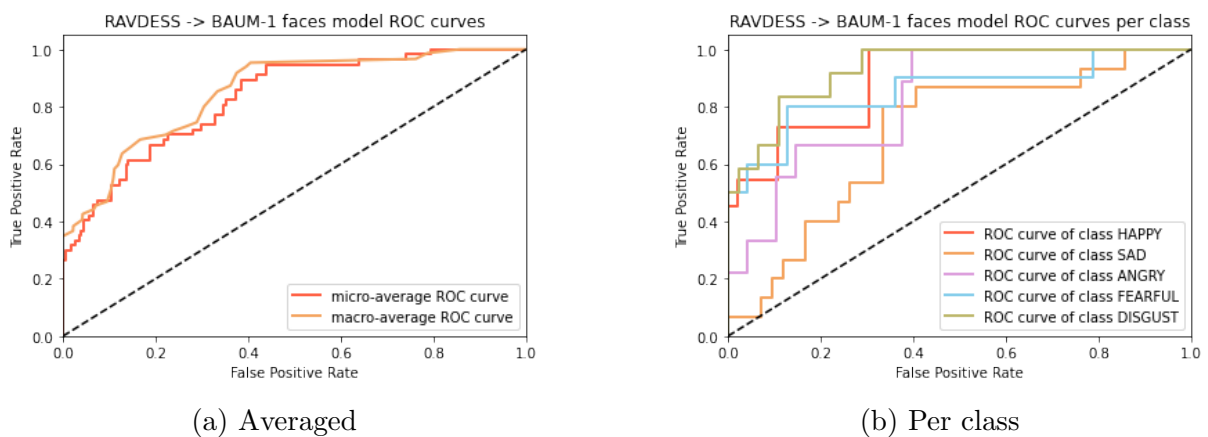 RAVDESS -> BAUM-1 faces model ROC curves
1.0
0.8
0.6
0.4
0.2
0.0
True Positive Rate
micro-average ROC curve
macro-average ROC curve
0.0 0.2 0.4 0.6 0.8 1.0
False Positive Rate
(a) Averaged
RAVDESS -> BAUM-1 faces model ROC curves per class
1.0
0.8
0.6
0.4
0.2
0.0
True Positive Rate
ROC curve of class HAPPY
ROC curve of class SAD
ROC curve of class ANGRY
ROC curve of class FEARFUL
ROC curve of class DISGUST
0.0 0.2 0.4 0.6 0.8 1.0
False Positive Rate
(b) Per class